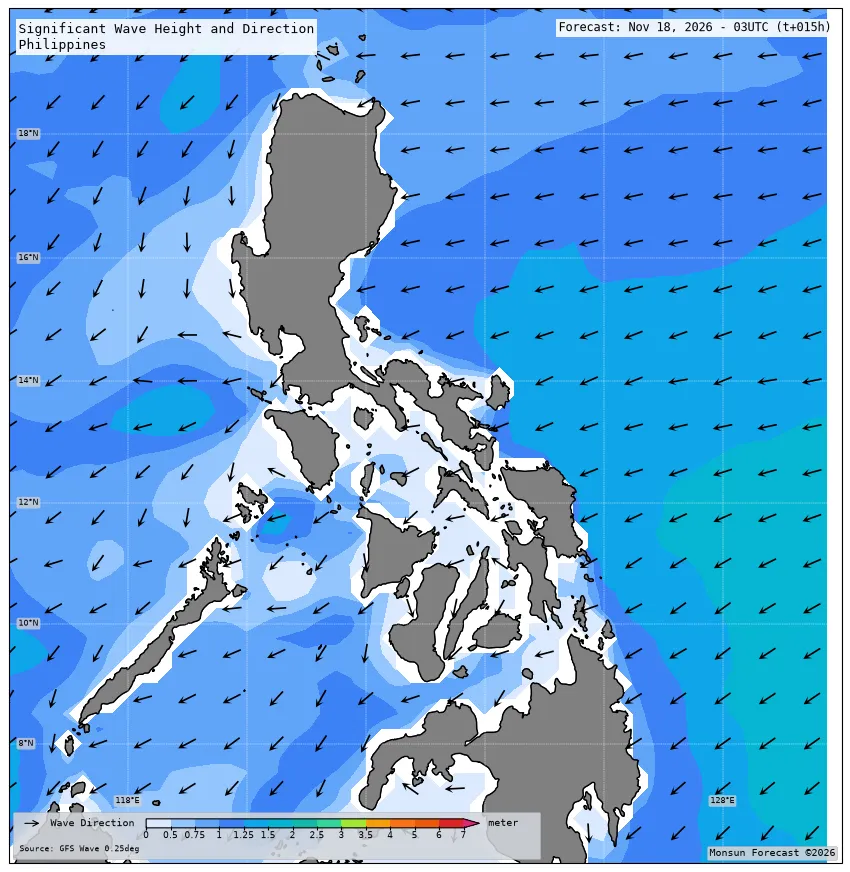 Significant Wave Height and Direction
Philippines
Forecast: Nov 18, 2026 - 03UTC (t+015h)
18°N
16°N
14°N
12°N
10°N
8°N
118°E
128°E
Wave Direction
0 0.5 0.75 1 1.25 1.5 2 2.5 3 3.5 4 5 6 7
meter
Source: GFS Wave 0.25deg
Monsun Forecast ©2026